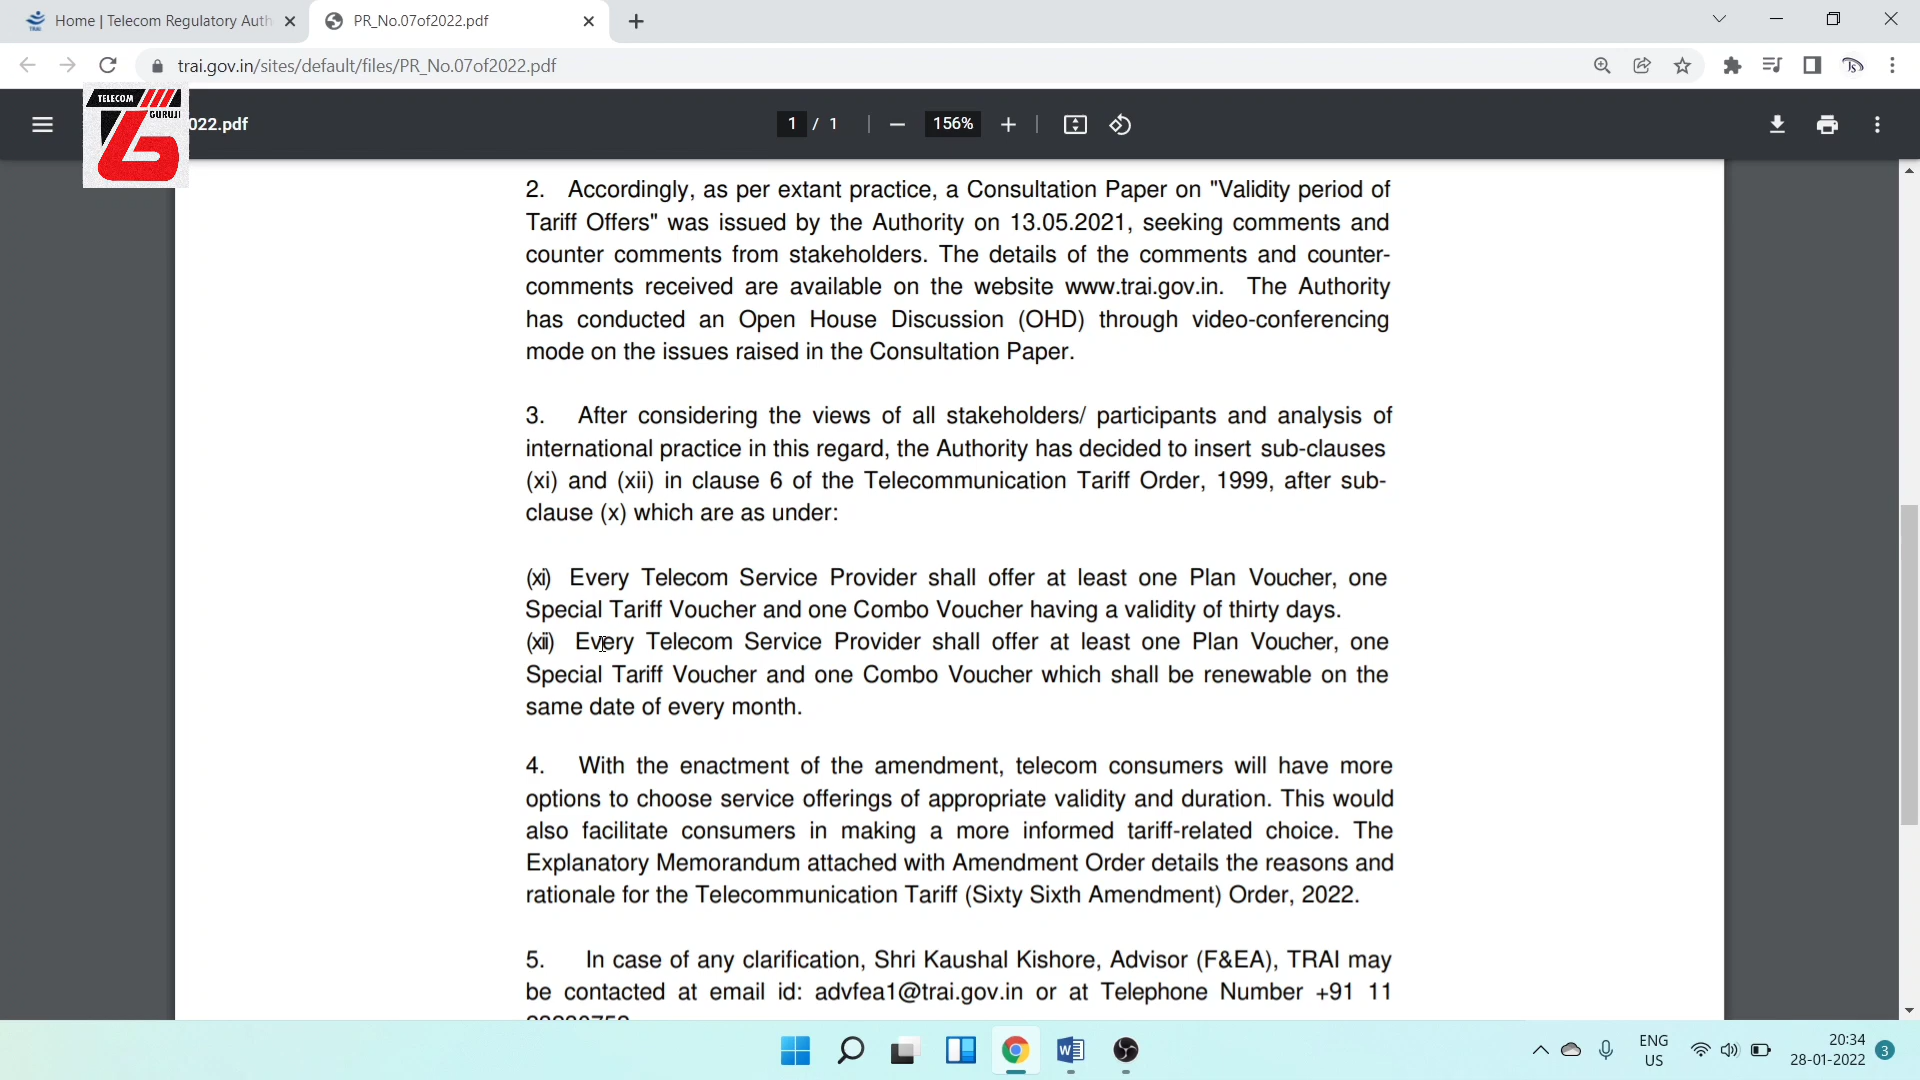 Home | Telecom Regulatory Auth
PR_No.07of2022.pdf
trai.gov.in/sites/default/files/PR_No.07of2022.pdf
TELECOM
GURUJI
022.pdf
1 / 1
156%
2. Accordingly, as per extant practice, a Consultation Paper on "Validity period of
Tariff Offers" was issued by the Authority on 13.05.2021, seeking comments and
counter comments from stakeholders. The details of the comments and counter-
comments received are available on the website www.trai.gov.in. The Authority
has conducted an Open House Discussion (OHD) through video-conferencing
mode on the issues raised in the Consultation Paper.
3. After considering the views of all stakeholders/ participants and analysis of
international practice in this regard, the Authority has decided to insert sub-clauses
(xi) and (xii) in clause 6 of the Telecommunication Tariff Order, 1999, after sub-
clause (x) which are as under:
(xi) Every Telecom Service Provider shall offer at least one Plan Voucher, one
Special Tariff Voucher and one Combo Voucher having a validity of thirty days.
(xii) Every Telecom Service Provider shall offer at least one Plan Voucher, one
Special Tariff Voucher and one Combo Voucher which shall be renewable on the
same date of every month.
4. With the enactment of the amendment, telecom consumers will have more
options to choose service offerings of appropriate validity and duration. This would
also facilitate consumers in making a more informed tariff-related choice. The
Explanatory Memorandum attached with Amendment Order details the reasons and
rationale for the Telecommunication Tariff (Sixty Sixth Amendment) Order, 2022.
5. In case of any clarification, Shri Kaushal Kishore, Advisor (F&EA), TRAI may
be contacted at email id: advfea1@trai.gov.in or at Telephone Number +91 11
ENG
US
20:34
28-01-2022
3